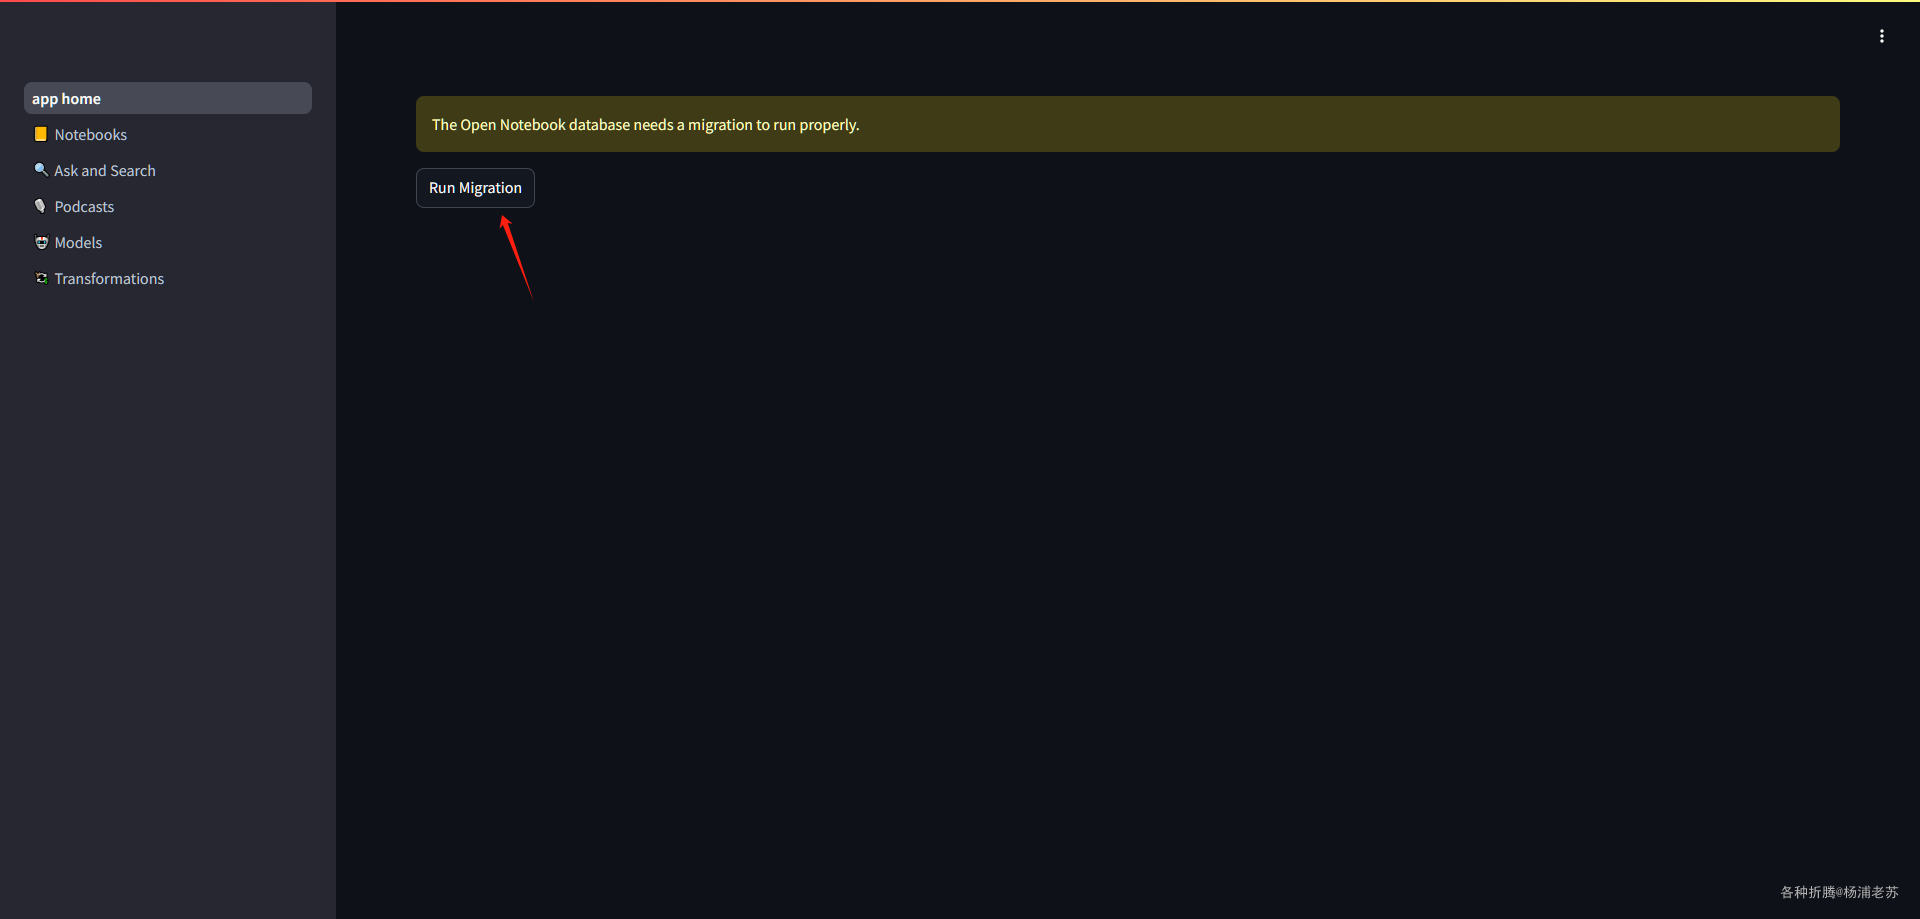 app home
Notebooks
Ask and Search
Podcasts
Models
Transformations
The Open Notebook database needs a migration to run properly.
Run Migration
各种折腾@杨浦老苏